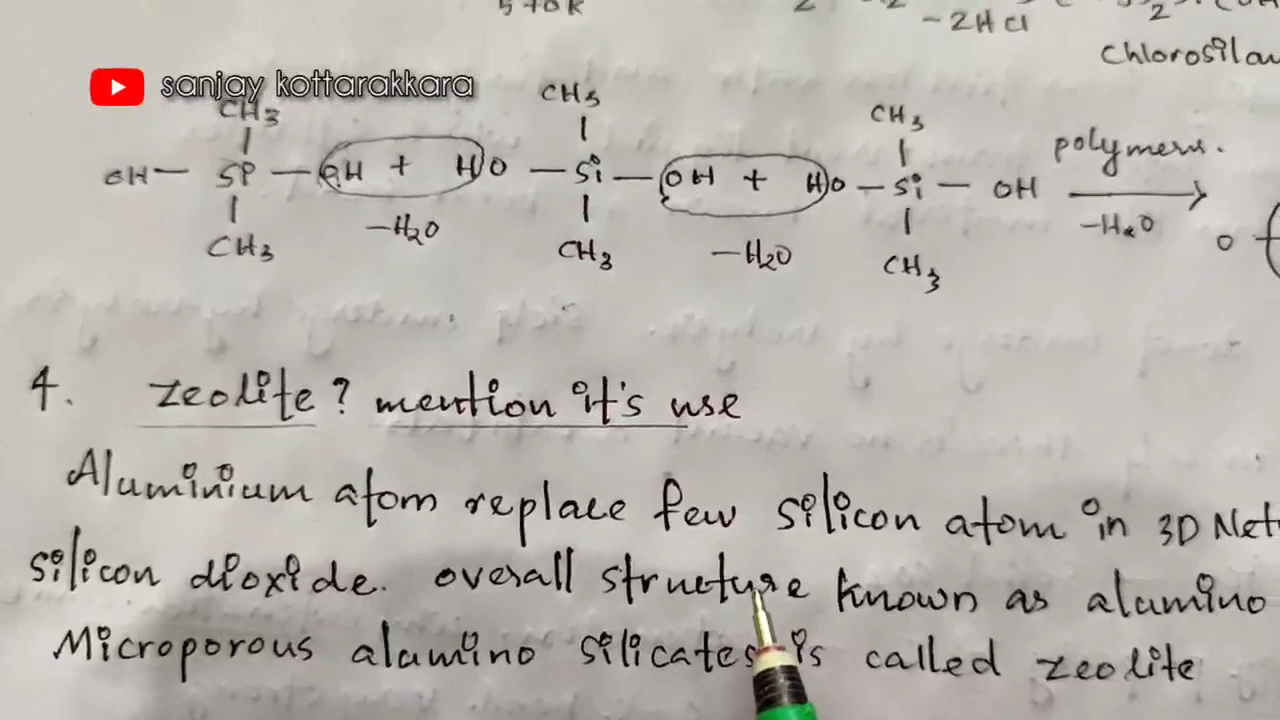 570K
-2HCl
Chlorosilan
sanjay kottarakkara
CH3 CH3 CH3
OH — Si — OH + HO — Si — OH + HO — Si — OH polymers.
-H2O -H2O -H2O
CH3 CH3 CH3
4. zeolite? mention it's use
Aluminium atom replace few silicon atom in 3D Net
silicon dioxide. overall structure known as alumino
Microporous alumino silicates is called zeolite